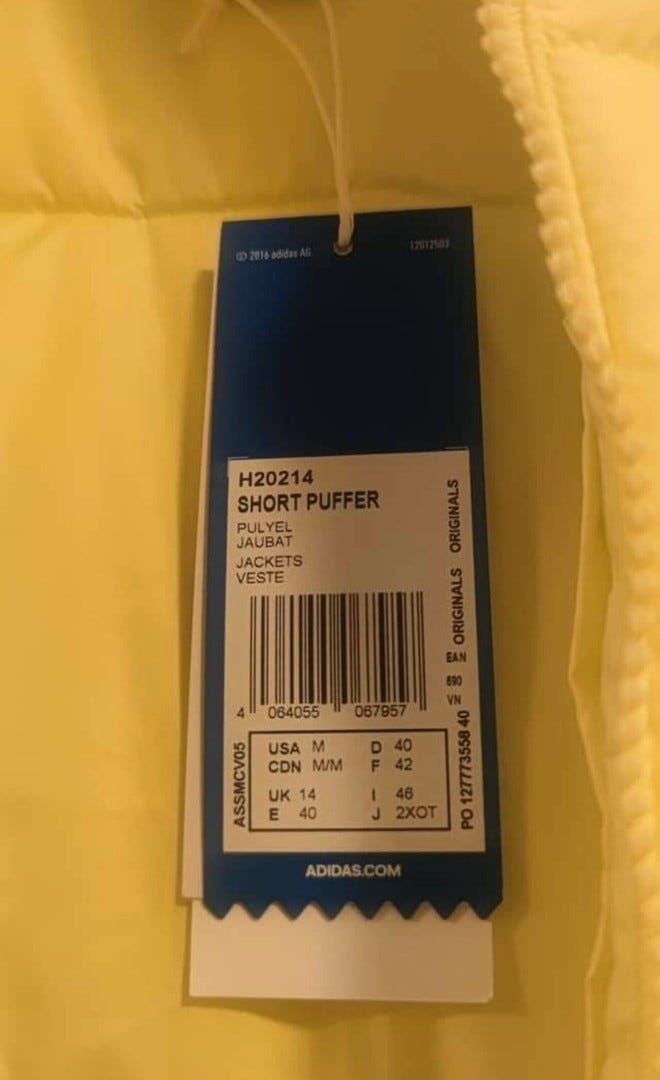 © 2016 adidas AG
12012503
H20214
SHORT PUFFER
PULYEL
JAUBAT
JACKETS
VESTE
ORIGINALS ORIGINALS
EAN
690
VN
4 064055 067957
ASSMCV05
USA M D 40
CDN M/M F 42
UK 14 I 46
E 40 J 2XOT
PO 127773558 40
ADIDAS.COM